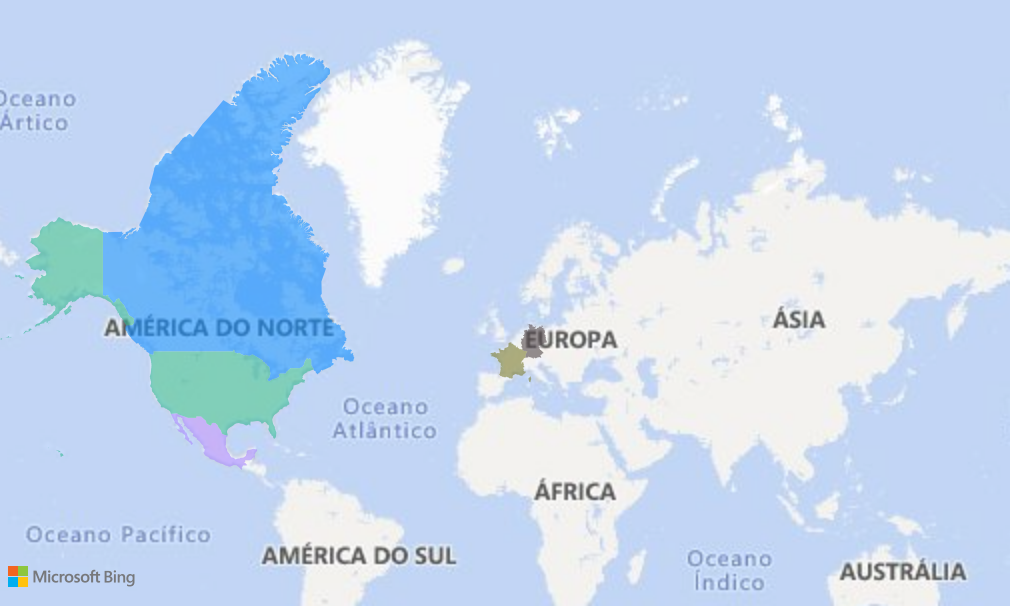 Oceano
Ártico
AMÉRICA DO NORTE
EUROPA
ÁSIA
Oceano
Atlântico
ÁFRICA
Oceano Pacífico
AMÉRICA DO SUL
Oceano
Índico
AUSTRÁLIA
Microsoft Bing